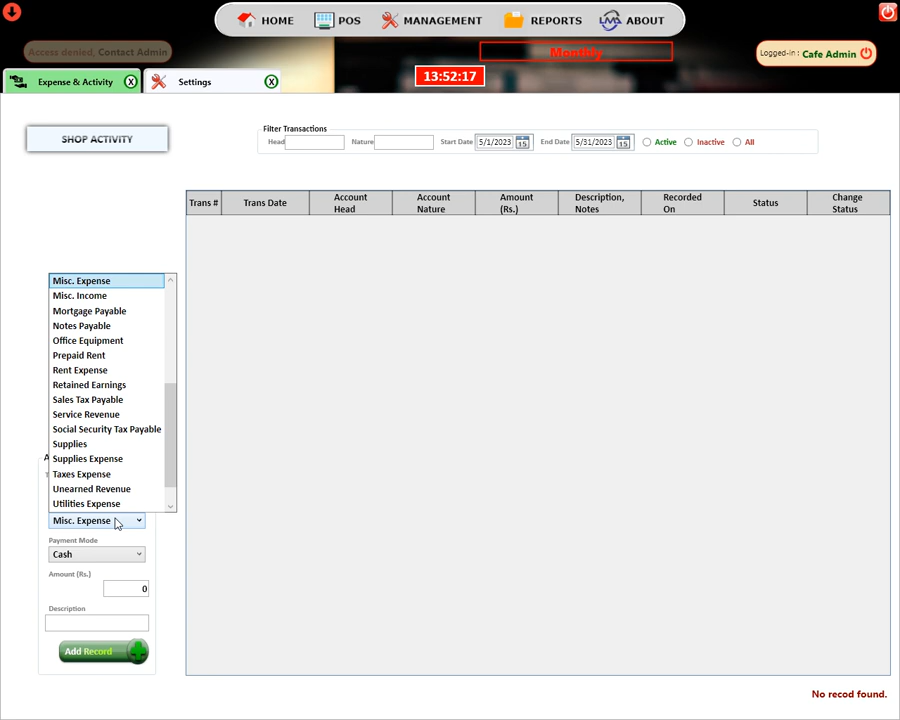 HOME
POS
MANAGEMENT
REPORTS
ABOUT
Access denied, Contact Admin
Monthly
Logged-in : Cafe Admin
13:52:17
Expense & Activity X
Settings X
SHOP ACTIVITY
Filter Transactions
Head
Nature
Start Date 5/1/2023 15
End Date 5/31/2023 15
Active
Inactive
All
Trans #
Trans Date
Account Head
Account Nature
Amount (Rs.)
Description, Notes
Recorded On
Status
Change Status
Misc. Expense
Misc. Income
Mortgage Payable
Notes Payable
Office Equipment
Prepaid Rent
Rent Expense
Retained Earnings
Sales Tax Payable
Service Revenue
Social Security Tax Payable
Supplies
Supplies Expense
Taxes Expense
Unearned Revenue
Utilities Expense
Misc. Expense
Payment Mode
Cash
Amount (Rs.)
0
Description
Add Record
No recod found.